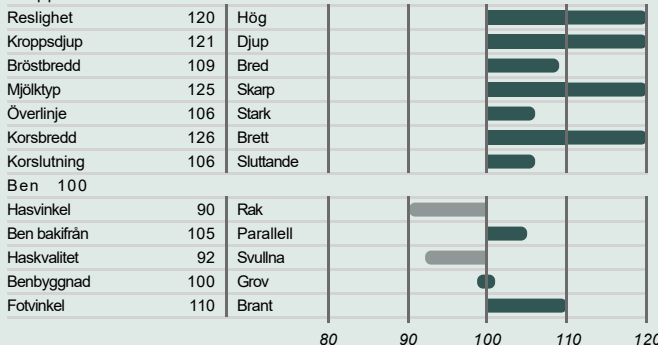 Reslighet 120 Hög
Kroppsdjup 121 Djup
Bröstbredd 109 Bred
Mjölktyp 125 Skarp
Överlinje 106 Stark
Korsbredd 126 Brett
Korslutning 106 Sluttande
Ben 100
Hasvinkel 90 Rak
Ben bakifrån 105 Parallell
Haskvalitet 92 Svullna
Benbyggnad 100 Grov
Fotvinkel 110 Brant
80 90 100 110 120